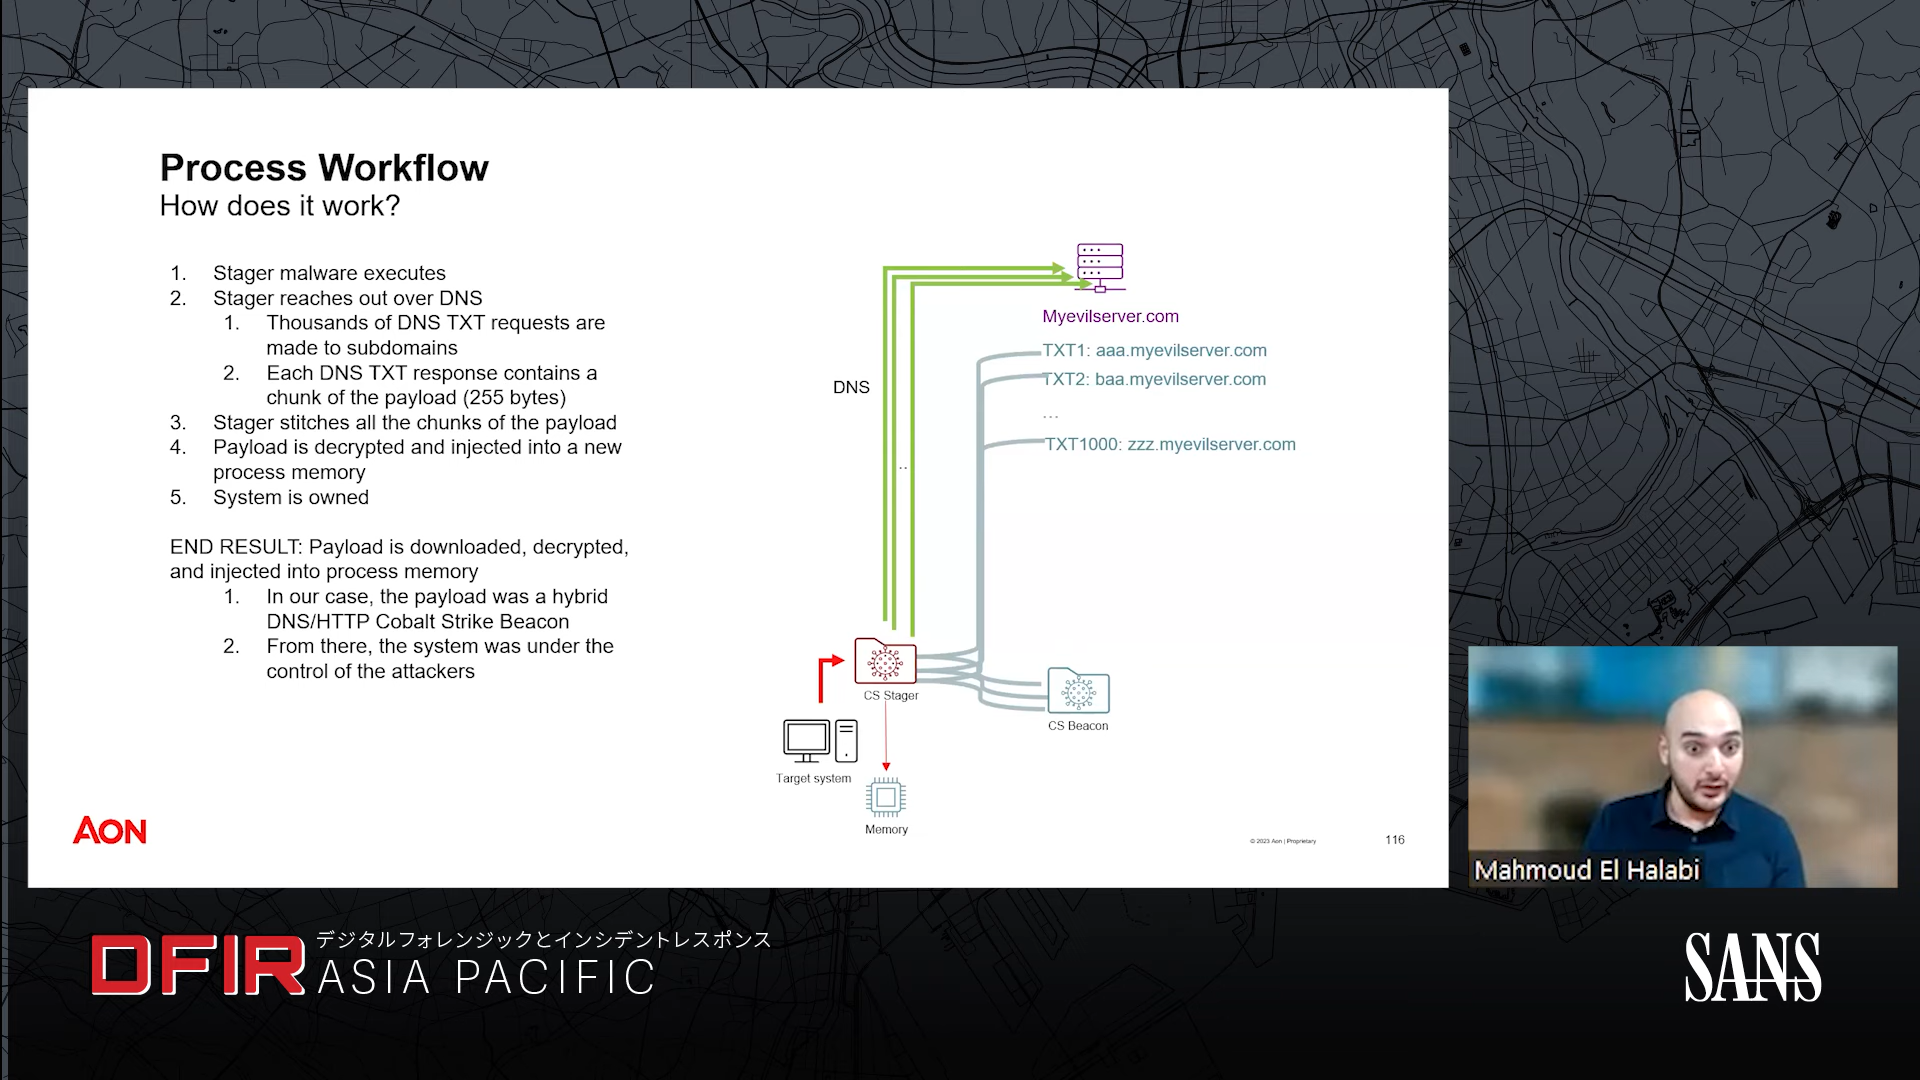 Process Workflow
How does it work?
1. Stager malware executes
2. Stager reaches out over DNS
1. Thousands of DNS TXT requests are
made to subdomains
2. Each DNS TXT response contains a
chunk of the payload (255 bytes)
3. Stager stitches all the chunks of the payload
4. Payload is decrypted and injected into a new
process memory
5. System is owned
END RESULT: Payload is downloaded, decrypted,
and injected into process memory
1. In our case, the payload was a hybrid
DNS/HTTP Cobalt Strike Beacon
2. From there, the system was under the
control of the attackers
Myevilserver.com
TXT1: aaa.myevilserver.com
TXT2: baa.myevilserver.com
...
TXT1000: zzz.myevilserver.com
DNS
..
CS Stager
CS Beacon
Target system
Memory
AON
© 2023 Aon | Proprietary
116
Mahmoud El Halabi
DFIR
デジタルフォレンジックとインシデントレスポンス
ASIA PACIFIC
SANS